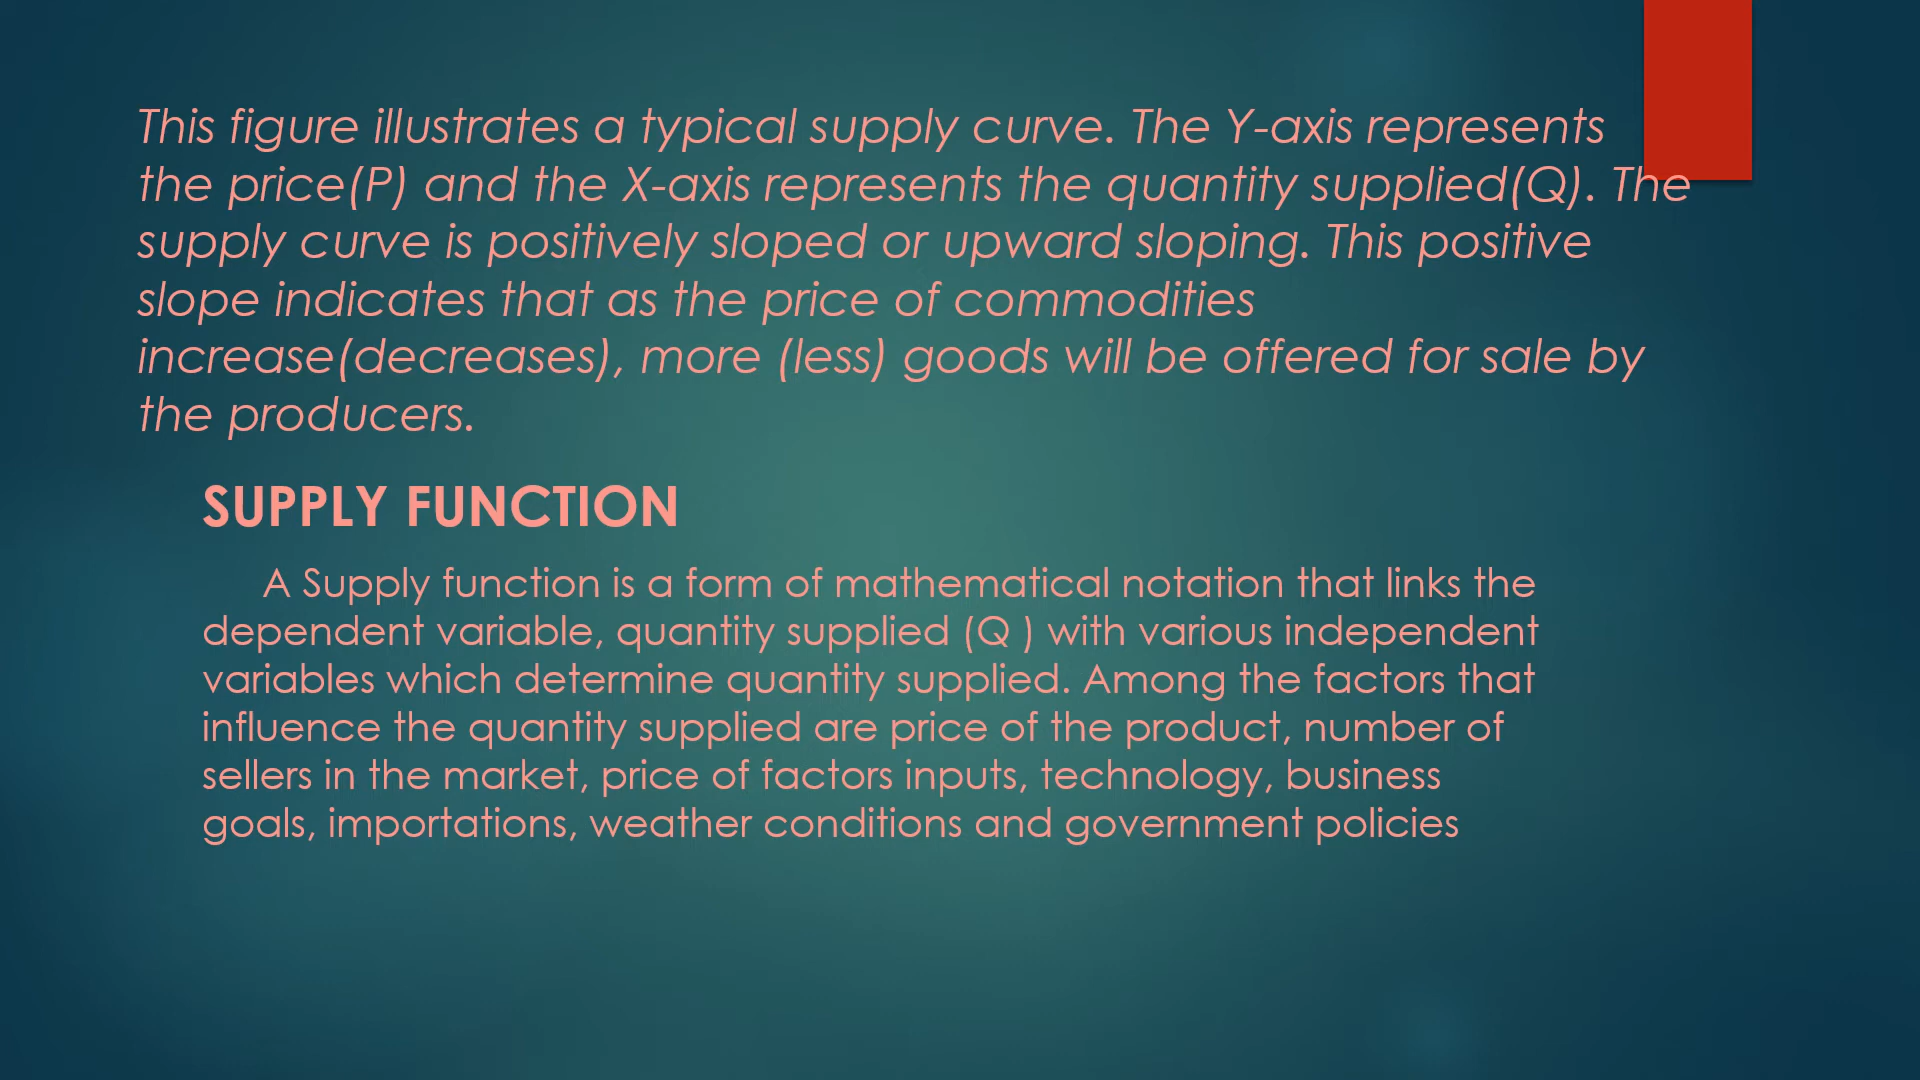 This figure illustrates a typical supply curve. The Y-axis represents
the price(P) and the X-axis represents the quantity supplied(Q). The
supply curve is positively sloped or upward sloping. This positive
slope indicates that as the price of commodities
increase(decreases), more (less) goods will be offered for sale by
the producers.
SUPPLY FUNCTION
A Supply function is a form of mathematical notation that links the
dependent variable, quantity supplied (Q ) with various independent
variables which determine quantity supplied. Among the factors that
influence the quantity supplied are price of the product, number of
sellers in the market, price of factors inputs, technology, business
goals, importations, weather conditions and government policies